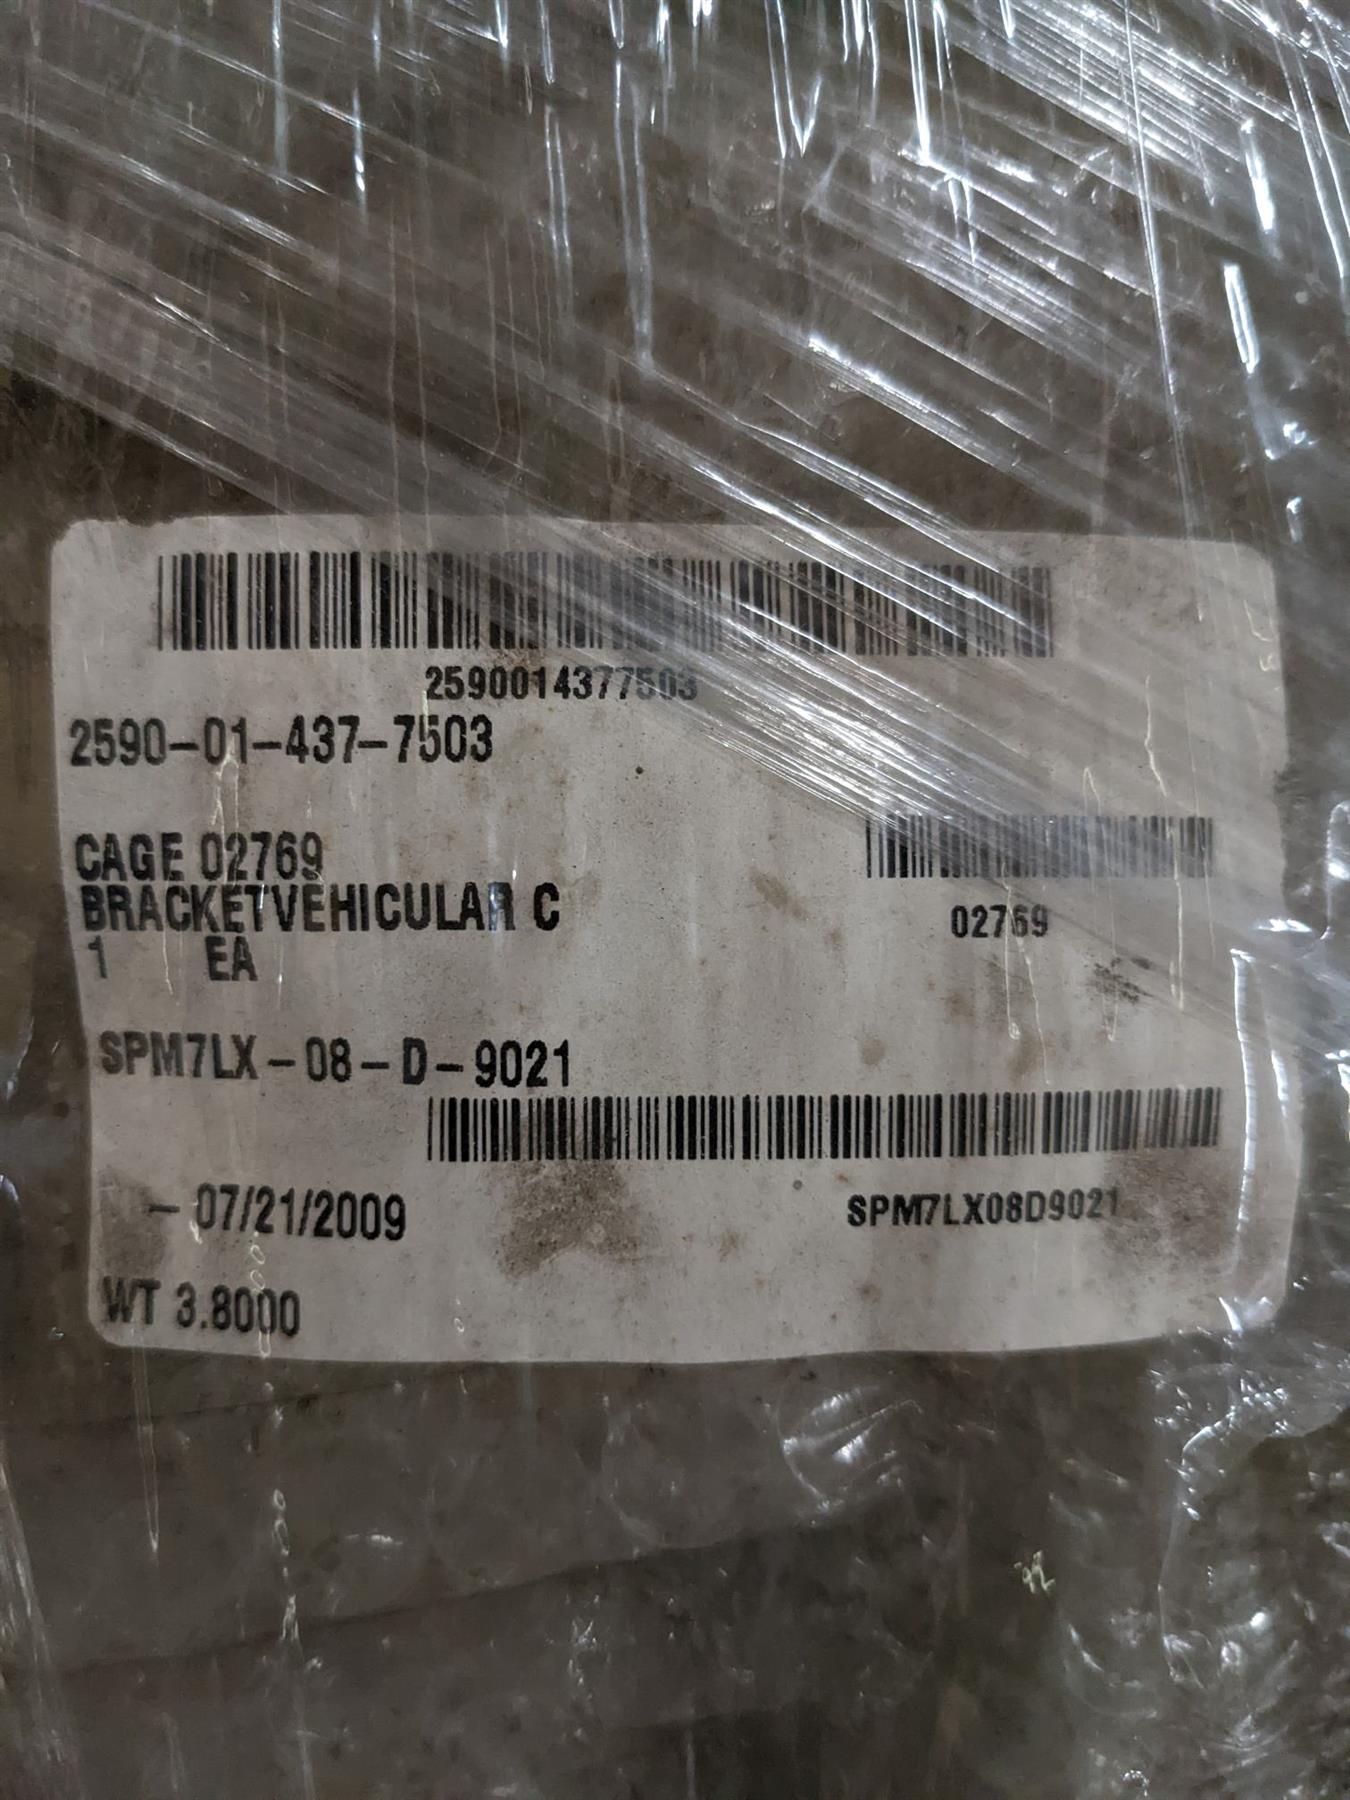 2590014377503
2590-01-437-7503
CAGE 02769
02769
BRACKETVEHICULAR C
1 EA
SPM7LX-08-D-9021
SPM7LX08D9021
- 07/21/2009
WT 3.8000